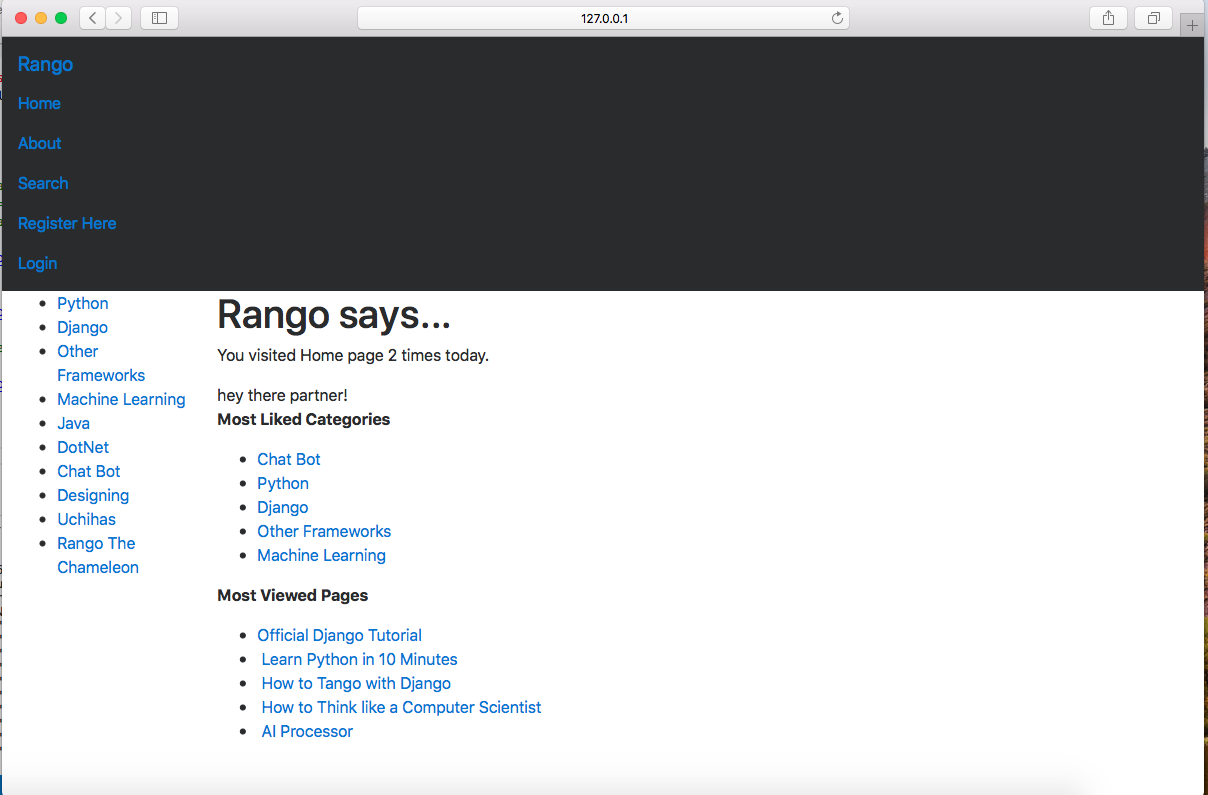 127.0.0.1
Rango
Home
About
Search
Register Here
Login
Python
Django
Other
Frameworks
Machine Learning
Java
DotNet
Chat Bot
Designing
Uchihas
Rango The
Chameleon
Rango says...
You visited Home page 2 times today.
hey there partner!
Most Liked Categories
Chat Bot
Python
Django
Other Frameworks
Machine Learning
Most Viewed Pages
Official Django Tutorial
Learn Python in 10 Minutes
How to Tango with Django
How to Think like a Computer Scientist
AI Processor